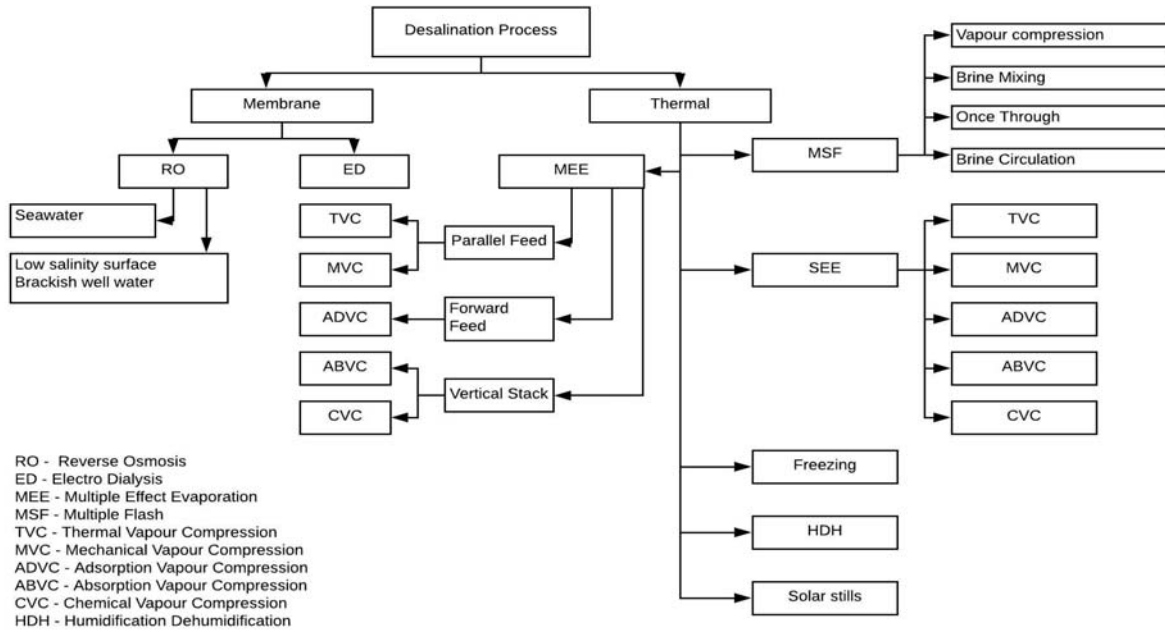 Desalination Process
Membrane
Thermal
RO
ED
MEE
MSF
Vapour compression
Brine Mixing
Once Through
Brine Circulation
Seawater
Low salinity surface
Brackish well water
TVC
MVC
ADVC
ABVC
CVC
Parallel Feed
Forward
Feed
Vertical Stack
SEE
TVC
MVC
ADVC
ABVC
CVC
Freezing
HDH
Solar stills
RO - Reverse Osmosis
ED - Electro Dialysis
MEE - Multiple Effect Evaporation
MSF - Multiple Flash
TVC - Thermal Vapour Compression
MVC - Mechanical Vapour Compression
ADVC - Adsorption Vapour Compression
ABVC - Absorption Vapour Compression
CVC - Chemical Vapour Compression
HDH - Humidification Dehumidification